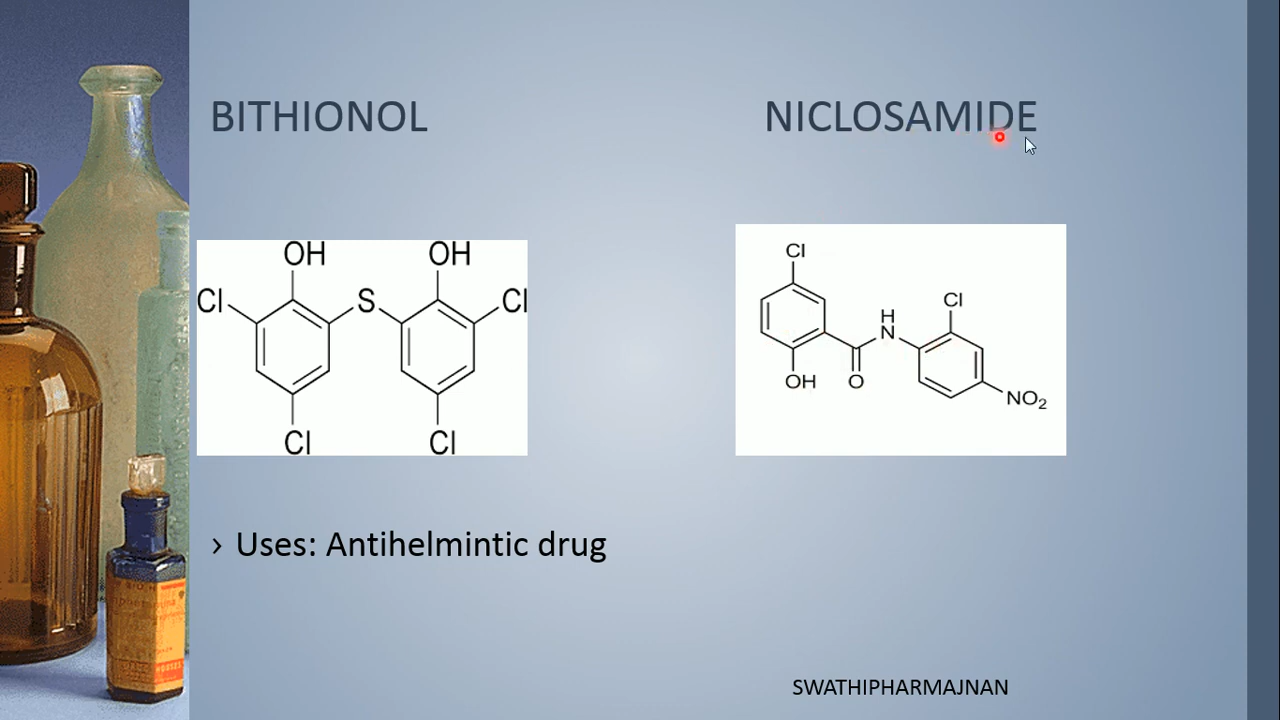 BITHIONOL
NICLOSAMIDE
OH OH
Cl S Cl
Cl Cl
Cl
Cl
H
N
OH O
NO2
› Uses: Antihelmintic drug
SWATHIPHARMAJNAN